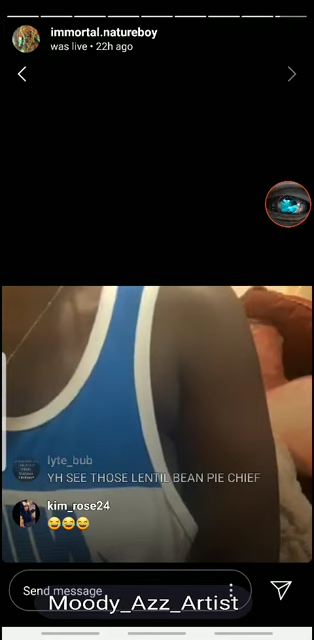 immortal.natureboy
was live • 22h ago
lyte_bub
YH SEE THOSE LENTIL BEAN PIE CHIEF
kim_rose24
😂😂😂
Send message
Moody_Azz_Artist